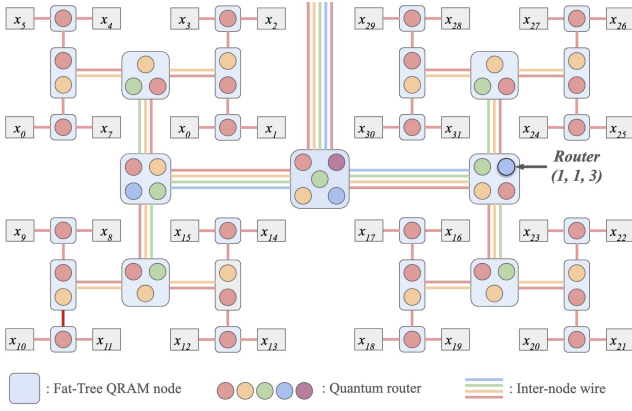 x5 x4 x3 x2 x29 x28 x27 x26
x0 x7 x0 x1 x30 x31 x24 x25
Router
(1, 1, 3)
x9 x8 x15 x14 x17 x16 x23 x22
x10 x11 x12 x13 x18 x19 x20 x21
: Fat-Tree QRAM node : Quantum router : Inter-node wire